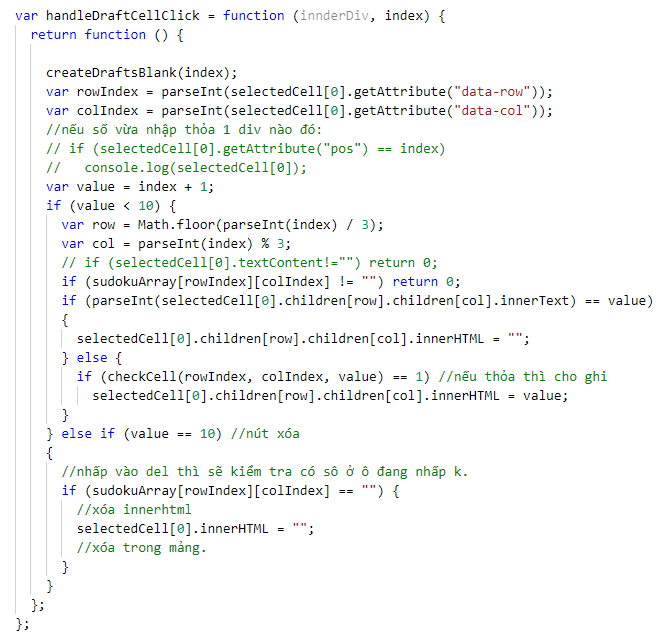 var handleDraftCellClick = function (innderDiv, index) {
return function () {
createDraftsBlank(index);
var rowIndex = parseInt(selectedCell[0].getAttribute("data-row"));
var colIndex = parseInt(selectedCell[0].getAttribute("data-col"));
//nếu số vừa nhập thỏa 1 div nào đó:
// if (selectedCell[0].getAttribute("pos") == index)
//   console.log(selectedCell[0]);
var value = index + 1;
if (value < 10) {
var row = Math.floor(parseInt(index) / 3);
var col = parseInt(index) % 3;
// if (selectedCell[0].textContent!="") return 0;
if (sudokuArray[rowIndex][colIndex] != "") return 0;
if (parseInt(selectedCell[0].children[row].children[col].innerText) == value)
{
selectedCell[0].children[row].children[col].innerHTML = "";
} else {
if (checkCell(rowIndex, colIndex, value) == 1) //nếu thỏa thì cho ghi
selectedCell[0].children[row].children[col].innerHTML = value;
}
} else if (value == 10) //nút xóa
{
//nhấp vào del thì sẽ kiểm tra có sô ở ô đang nhấp k.
if (sudokuArray[rowIndex][colIndex] == "") {
//xóa innerhtml
selectedCell[0].innerHTML = "";
//xóa trong mảng.
}
}
};
};